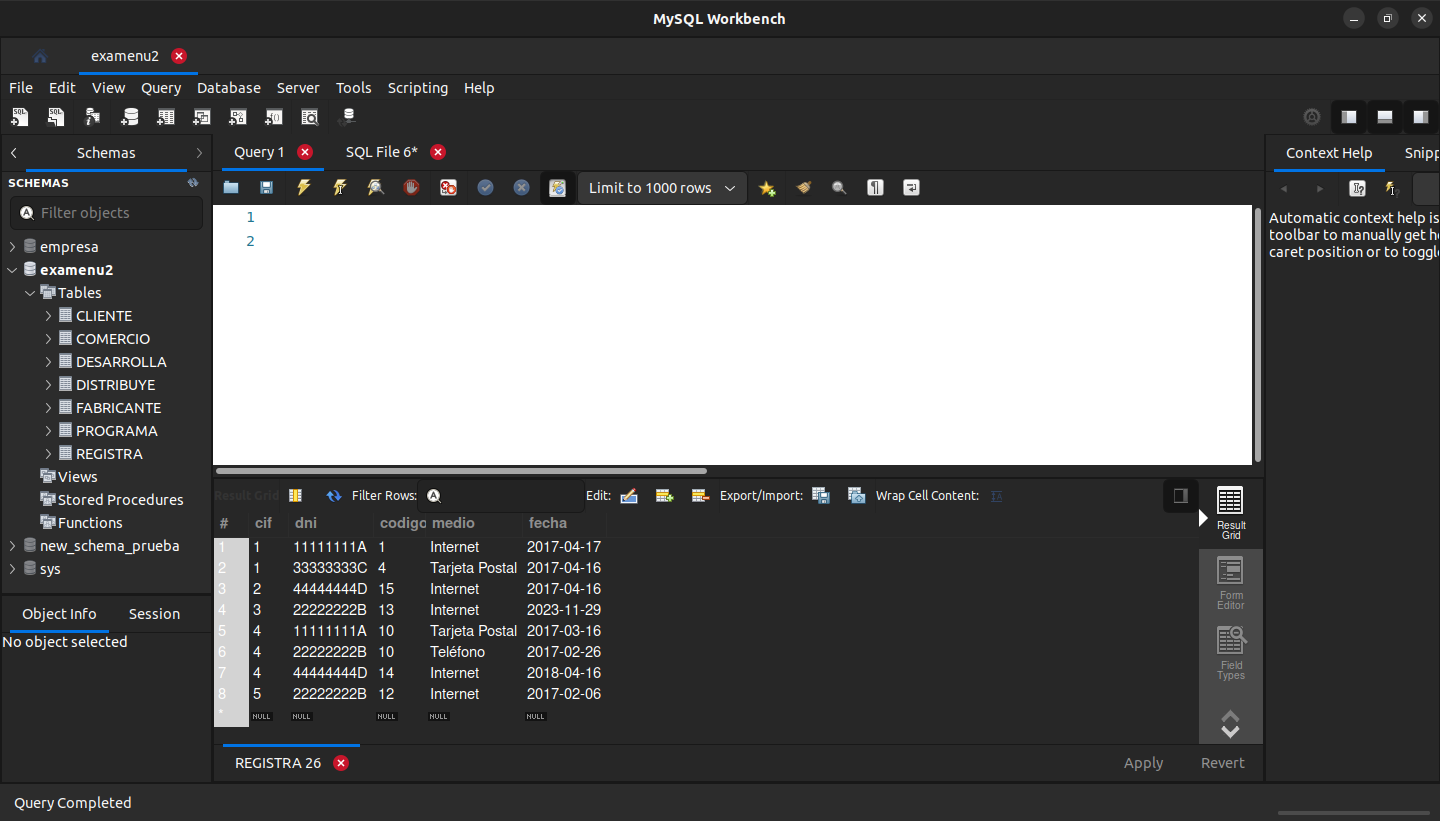 MySQL Workbench
examenu2
File Edit View Query Database Server Tools Scripting Help
Schemas
Query 1
SQL File 6*
Context Help
Snipp
SCHEMAS
Filter objects
Limit to 1000 rows
1
2
Automatic context help is
toolbar to manually get he
caret position or to toggle
empresa
examenu2
Tables
CLIENTE
COMERCIO
DESARROLLA
DISTRIBUYE
FABRICANTE
PROGRAMA
REGISTRA
Views
Stored Procedures
Functions
new_schema_prueba
sys
Object Info Session
No object selected
Result Grid Filter Rows: Edit: Export/Import: Wrap Cell Content:
# cif dni codigo medio fecha
1 1 11111111A 1 Internet 2017-04-17
2 1 33333333C 4 Tarjeta Postal 2017-04-16
3 2 44444444D 15 Internet 2017-04-16
4 3 22222222B 13 Internet 2023-11-29
5 4 11111111A 10 Tarjeta Postal 2017-03-16
6 4 22222222B 10 Teléfono 2017-02-26
7 4 44444444D 14 Internet 2018-04-16
8 5 22222222B 12 Internet 2017-02-06
* NULL NULL NULL NULL NULL
Result
Grid
Form
Editor
Field
Types
REGISTRA 26
Apply Revert
Query Completed